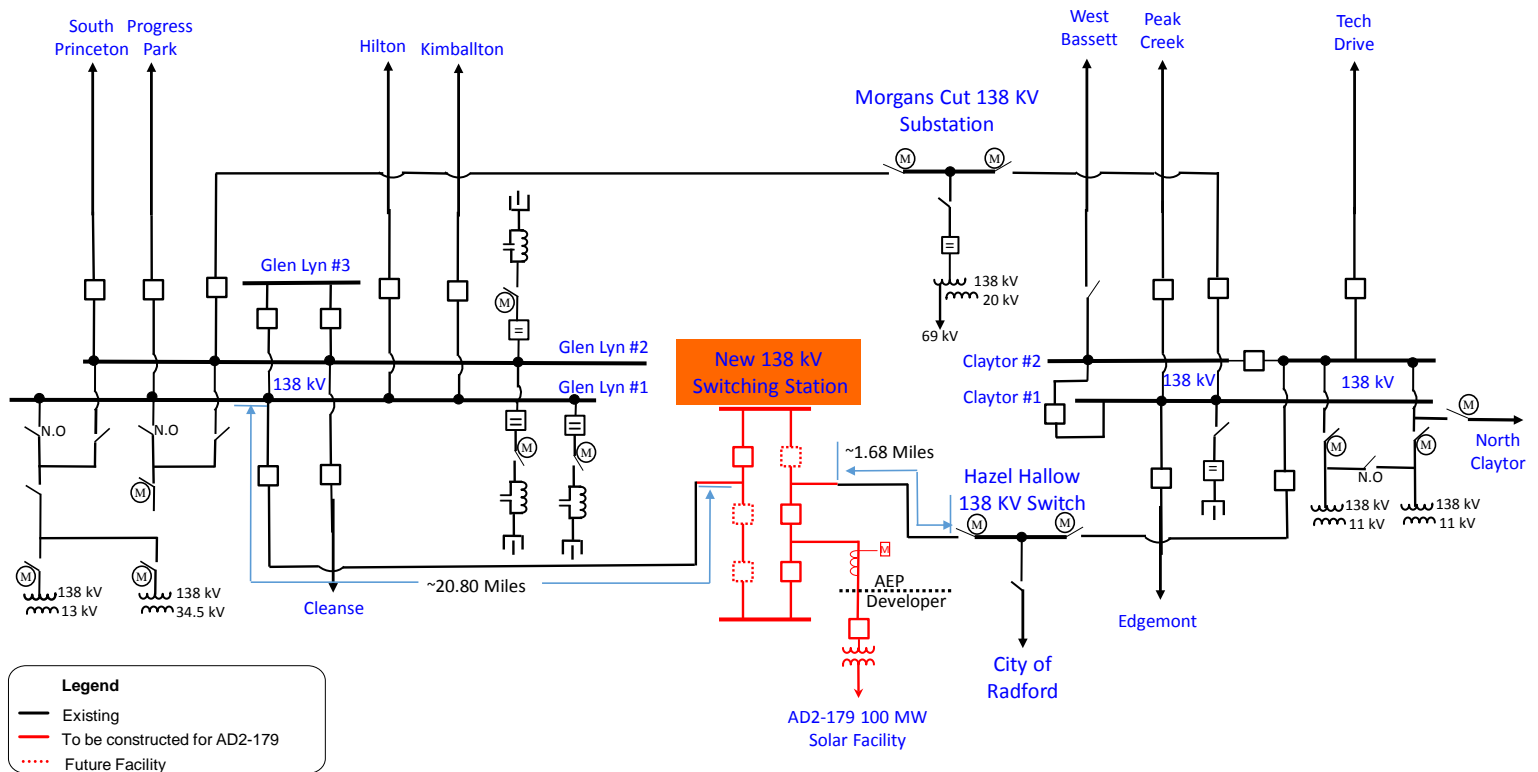 South
Princeton
Progress
Park
Hilton
Kimballton
West
Bassett
Peak
Creek
Tech
Drive
Morgans Cut 138 KV
Substation
M
M
Glen Lyn #3
M
=
=
138 kV
20 kV
69 kV
Glen Lyn #2
138 kV
Glen Lyn #1
New 138 kV
Switching Station
Claytor #2
138 kV
138 kV
Claytor #1
N.O
N.O
=
=
M
M
M
M
M
M
North
Claytor
N.O
~1.68 Miles
Hazel Hallow
138 KV Switch
=
138 kV
11 kV
138 kV
11 kV
M
M
M
M
M
138 kV
13 kV
138 kV
34.5 kV
~20.80 Miles
Cleanse
AEP
Developer
Edgemont
City of
Radford
AD2-179 100 MW
Solar Facility
Legend
Existing
To be constructed for AD2-179
Future Facility